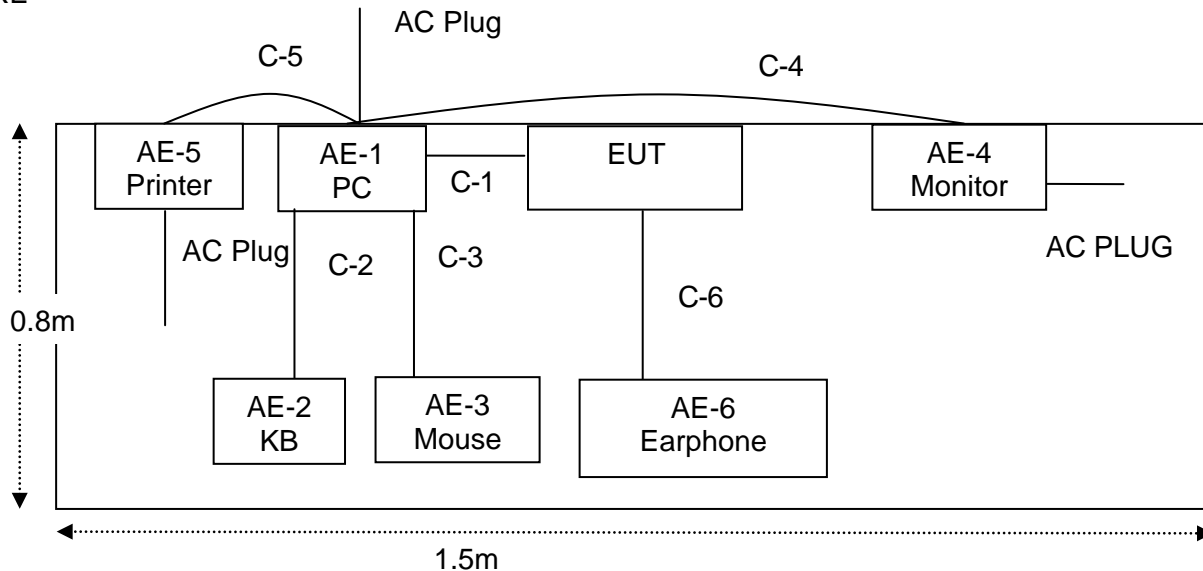 AC Plug
C-5
C-4
AE-5
Printer
AE-1
PC
C-1
EUT
AE-4
Monitor
AC Plug
C-2
C-3
AC PLUG
C-6
0.8m
AE-2
KB
AE-3
Mouse
AE-6
Earphone
1.5m